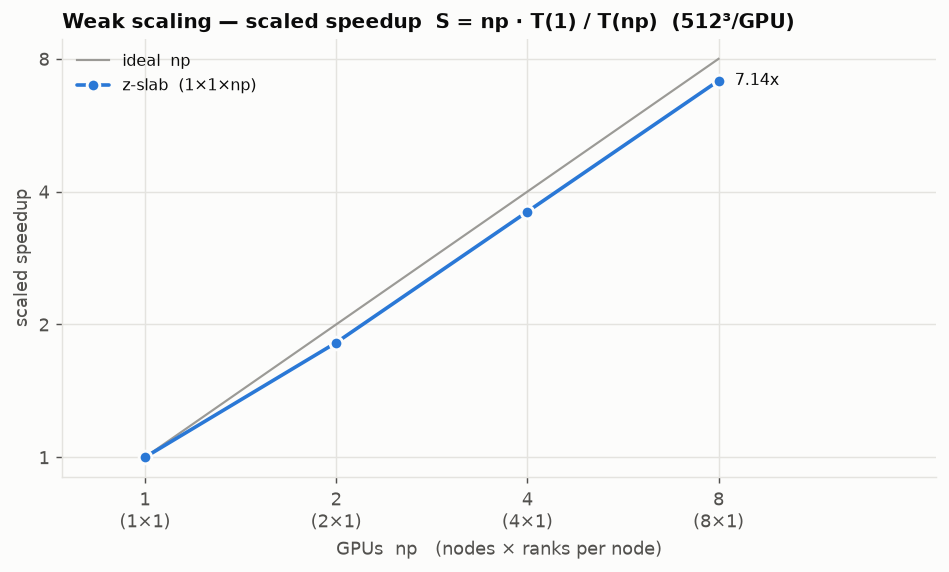 Weak scaling — scaled speedup  S = np · T(1) / T(np)  (512³/GPU)
ideal  np
z-slab  (1×1×np)
7.14x
8
4
2
1
scaled speedup
1
(1×1)
2
(2×1)
4
(4×1)
8
(8×1)
GPUs  np   (nodes × ranks per node)